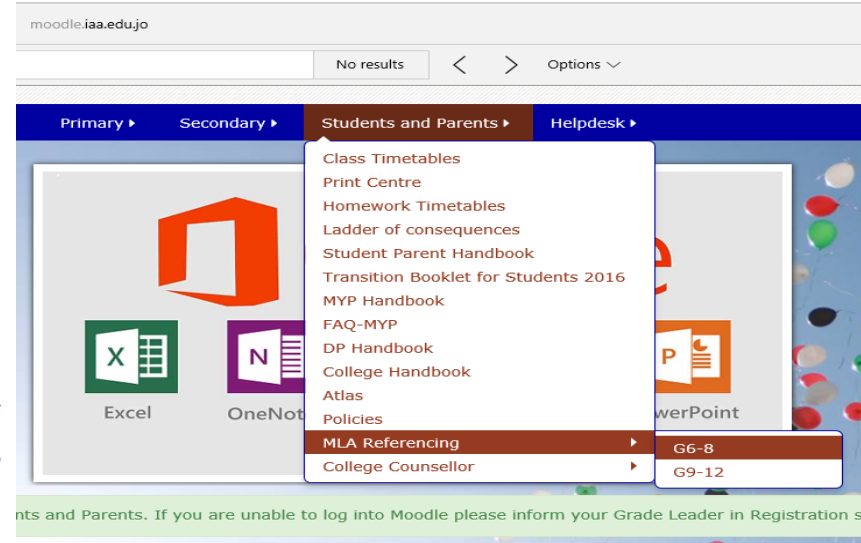 moodle.iaa.edu.jo
No results Options
Primary Secondary Students and Parents Helpdesk
Class Timetables
Print Centre
Homework Timetables
Ladder of consequences
Student Parent Handbook
Transition Booklet for Students 2016
MYP Handbook
FAQ-MYP
DP Handbook
College Handbook
Atlas
Policies
MLA Referencing
College Counsellor
G6-8
G9-12
X
Excel
N
OneNot
P
werPoint
e
nts and Parents. If you are unable to log into Moodle please inform your Grade Leader in Registration s